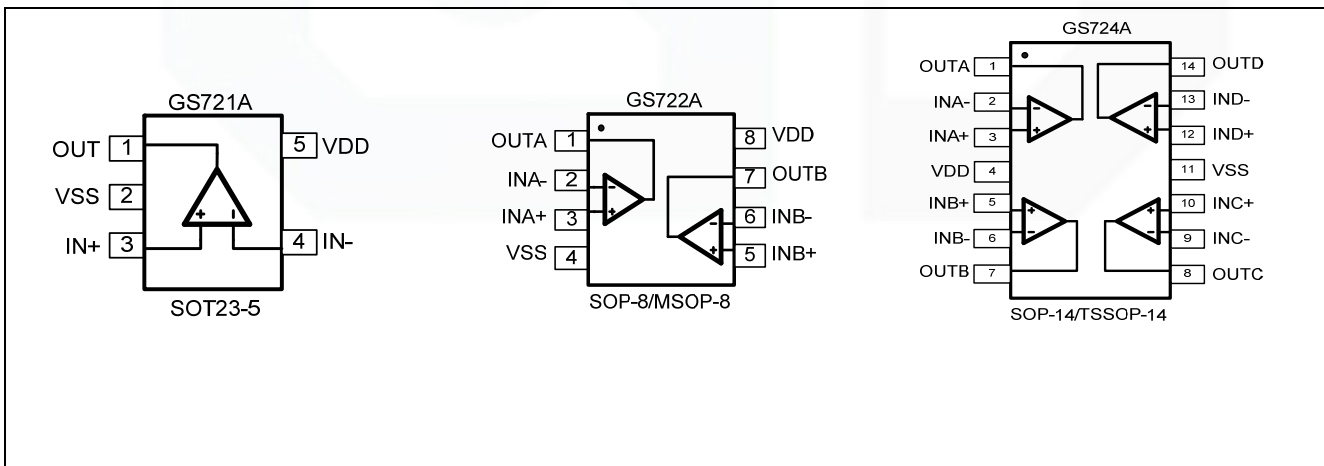 GS721A
OUT 1 5 VDD
VSS 2
IN+ 3 4 IN-
+ -
SOT23-5
GS722A
OUTA 1 8 VDD
INA- 2 7 OUTB
INA+ 3 6 INB-
VSS 4 5 INB+
- +
- +
SOP-8/MSOP-8
GS724A
OUTA 1 14 OUTD
INA- 2 - - 13 IND-
INA+ 3 + + 12 IND+
VDD 4 11 VSS
INB+ 5 + + 10 INC+
INB- 6 - - 9 INC-
OUTB 7 8 OUTC
SOP-14/TSSOP-14